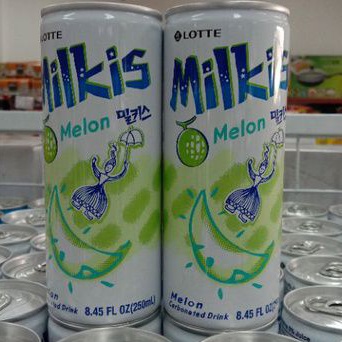 LOTTE
Milkis
Melon
밀키스
Melon
Carbonated Drink
8.45 FL OZ(250mL)
LOTTE
Milkis
Melon
밀키스
Melon
Carbonated Drink
8.45 FL OZ(250mL)